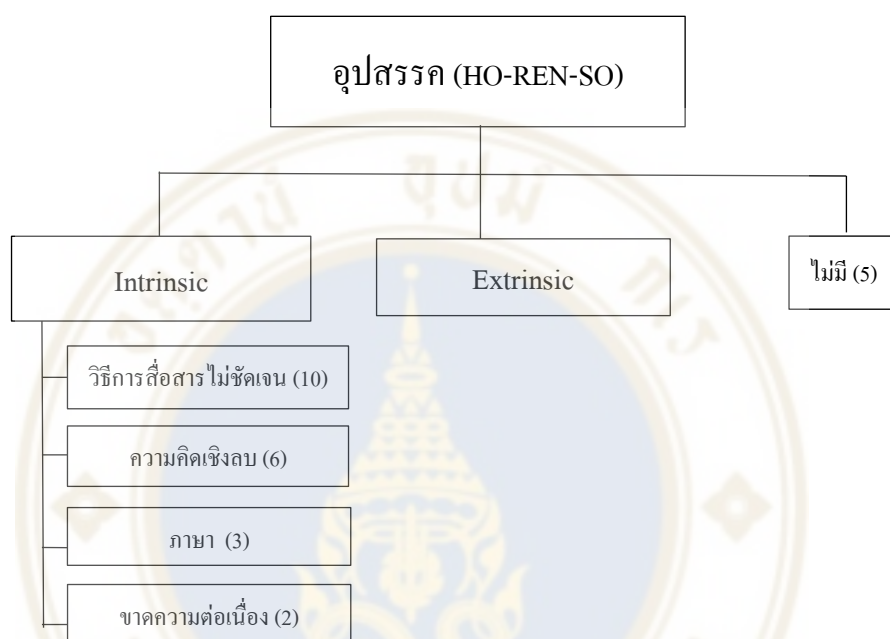 อุปสรรค (HO-REN-SO)
Intrinsic
Extrinsic
ไม่มี (5)
วิธีการสื่อสารไม่ชัดเจน (10)
ความคิดเชิงลบ (6)
ภาษา (3)
ขาดความต่อเนื่อง (2)